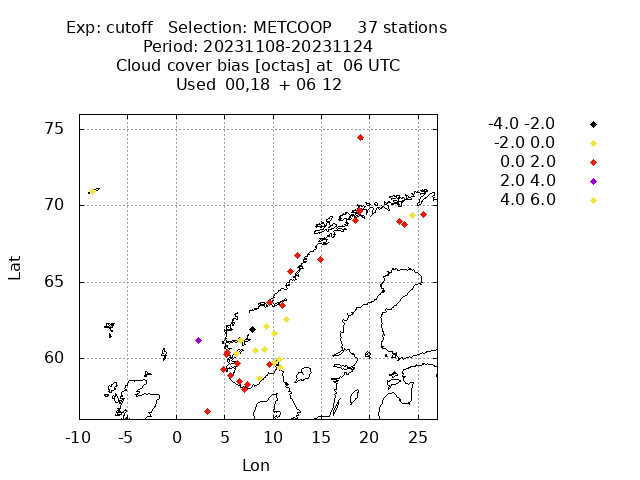 Exp: cutoff   Selection: METCOOP     37 stations
Period: 20231108-20231124
Cloud cover bias [octas] at  06 UTC
Used  00,18  + 06 12
-4.0 -2.0
-2.0 0.0
0.0 2.0
2.0 4.0
4.0 6.0
75
70
65
60
Lat
-10 -5 0 5 10 15 20 25
Lon